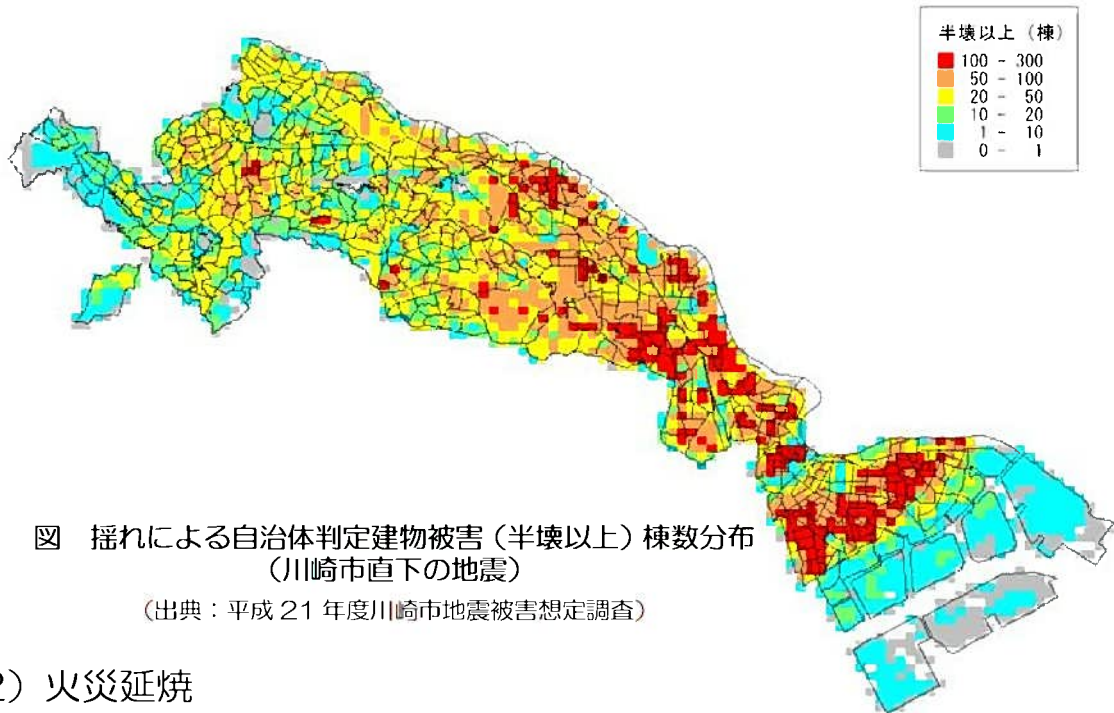 半壊以上（棟）
100 - 300
50 - 100
20 - 50
10 - 20
1 - 10
0 - 1
図　揺れによる自治体判定建物被害（半壊以上）棟数分布
（川崎市直下の地震）
（出典：平成 21 年度川崎市地震被害想定調査）
2）火災延焼